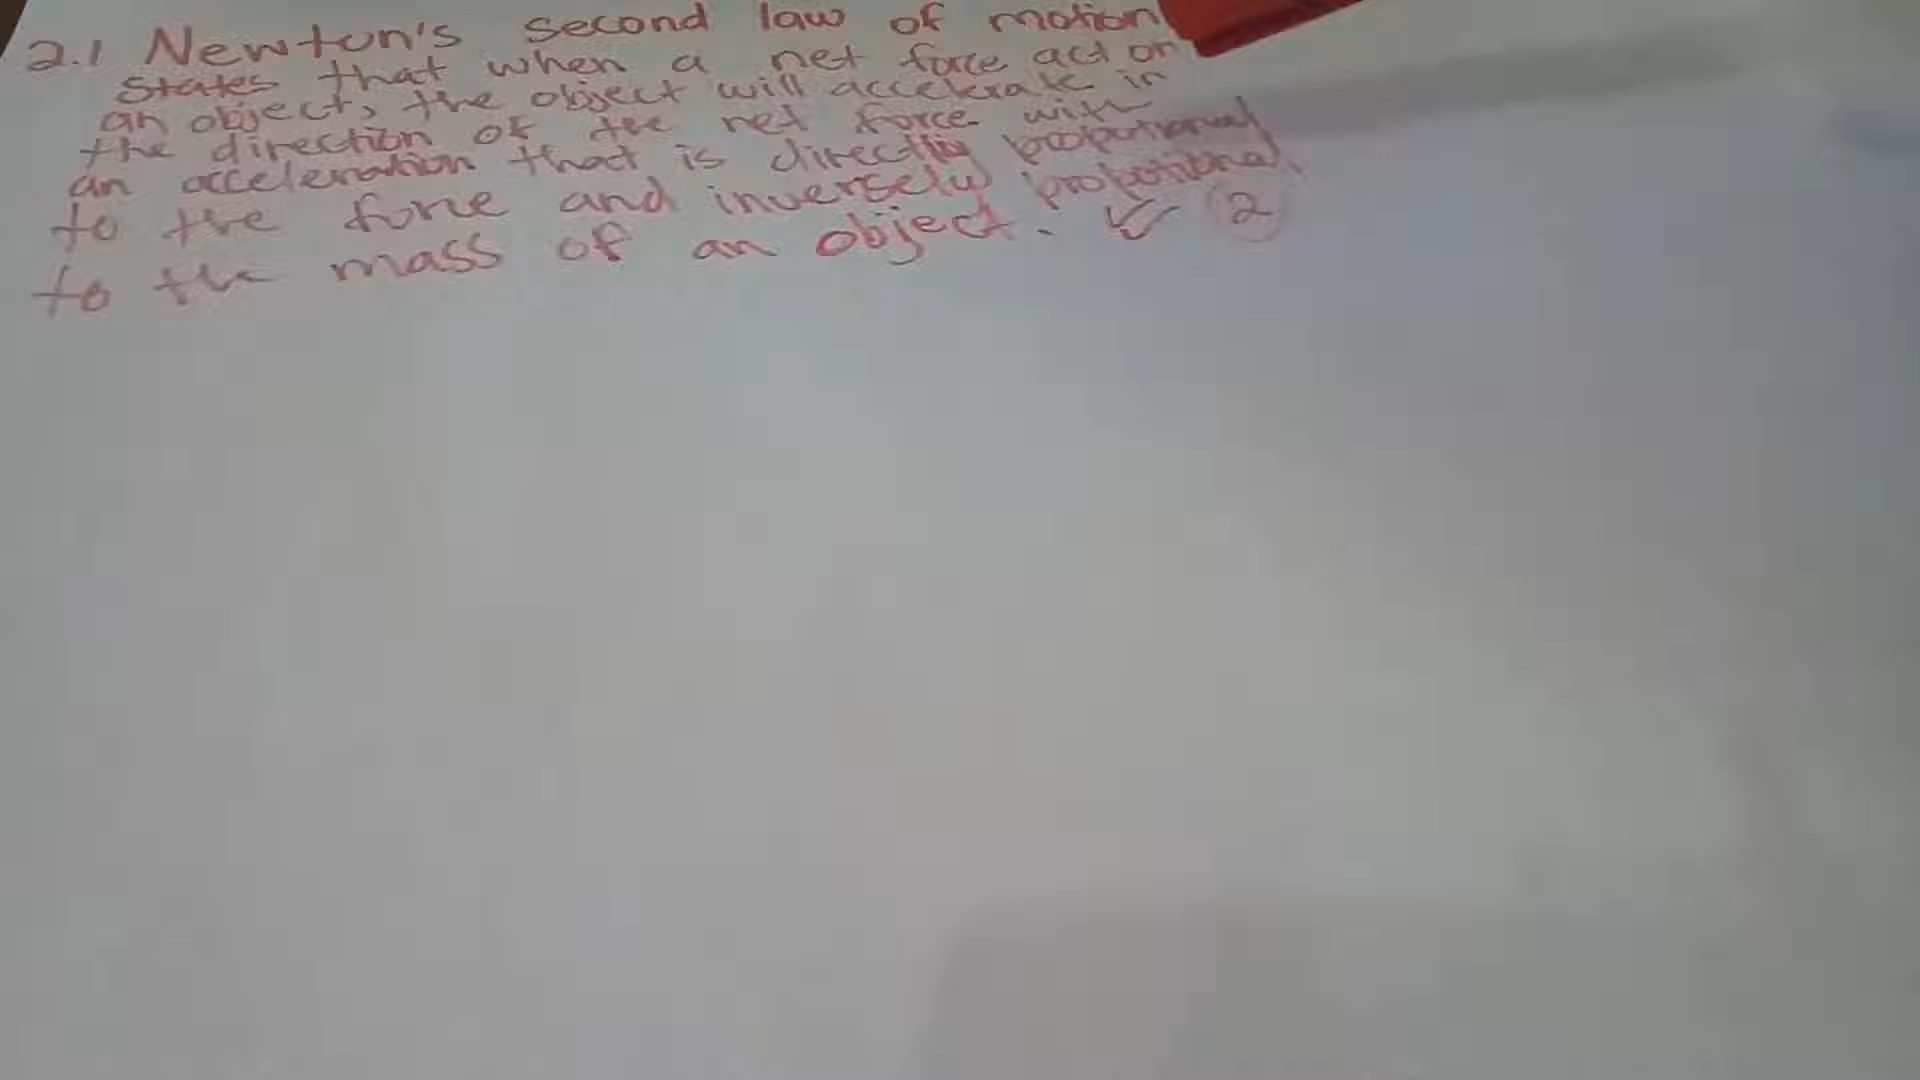 2.1 Newton's second law of motion
states that when a net force act on
an object, the object will accelerate in
the direction of the net force with
an acceleration that is directly proportional
to the force and inversely proportional
to the mass of an object. ✓✓ 2